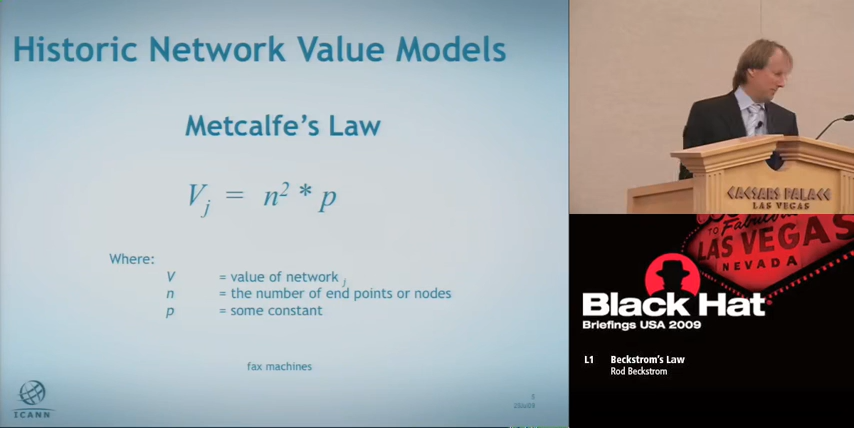 Historic Network Value Models
Metcalfe's Law
Vj = n² * p
Where:
V = value of network j
n = the number of end points or nodes
p = some constant
fax machines
ICANN
CAESARS PALACE
LAS VEGAS
TO Fabulous
LAS VEGAS
NEVADA
Black Hat
Briefings USA 2009
L1 Beckstrom's Law
Rod Beckstrom